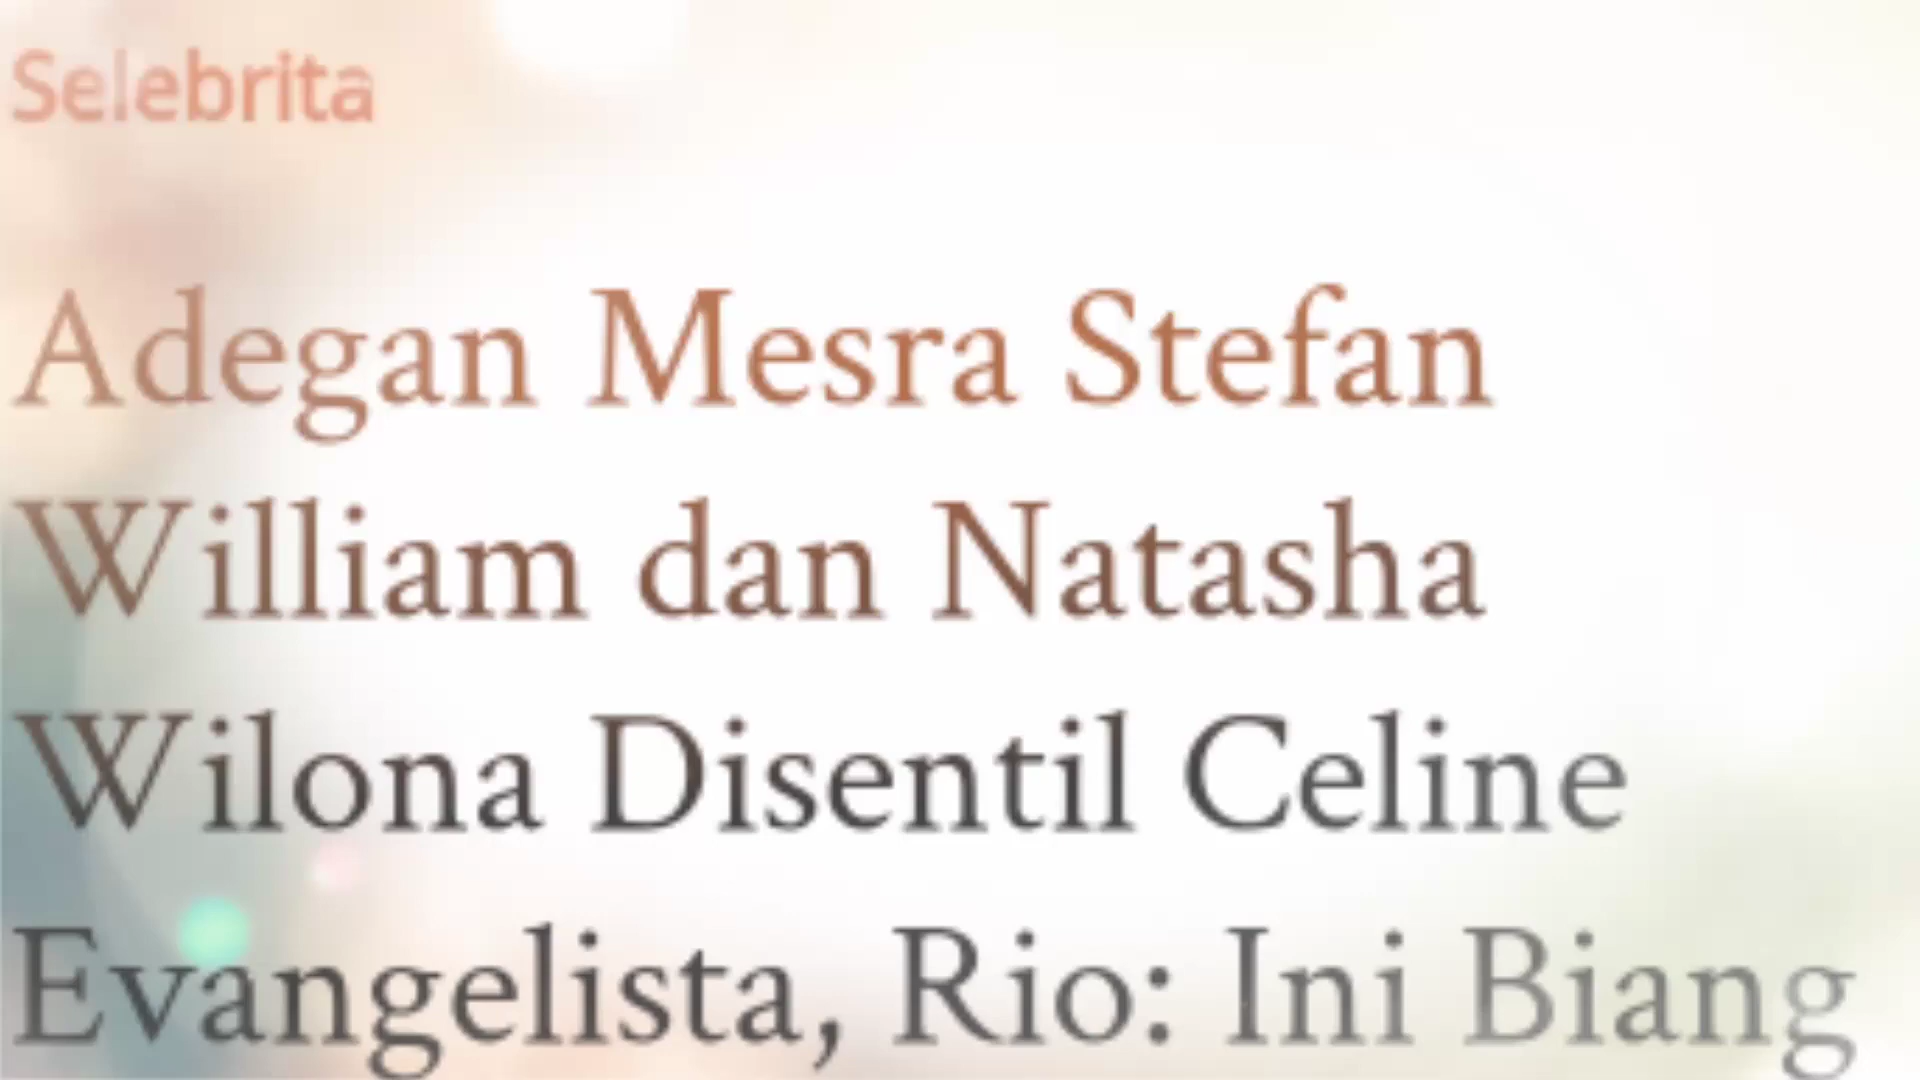 Selebrita
Adegan Mesra Stefan
William dan Natasha
Wilona Disentil Celine
Evangelista, Rio: Ini Biang